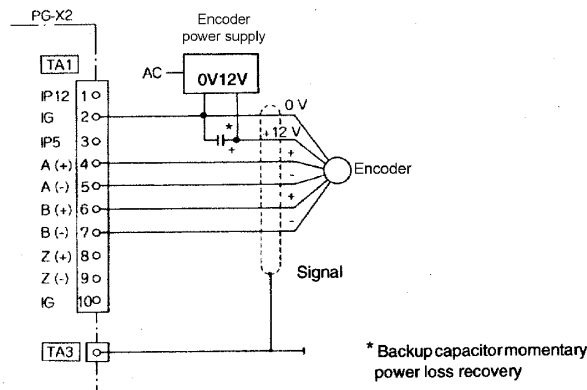 PG-X2
Encoder
power supply
TA1
AC
0V12V
IP12 1
0 V
IG 2
*
+12 V
+
IP5 3
+
A (+) 4
Encoder
-
A (-) 5
+
B (+) 6
-
B (-) 7
Z (+) 8
Signal
Z (-) 9
IG 10
TA3
* Backup capacitor momentary
power loss recovery